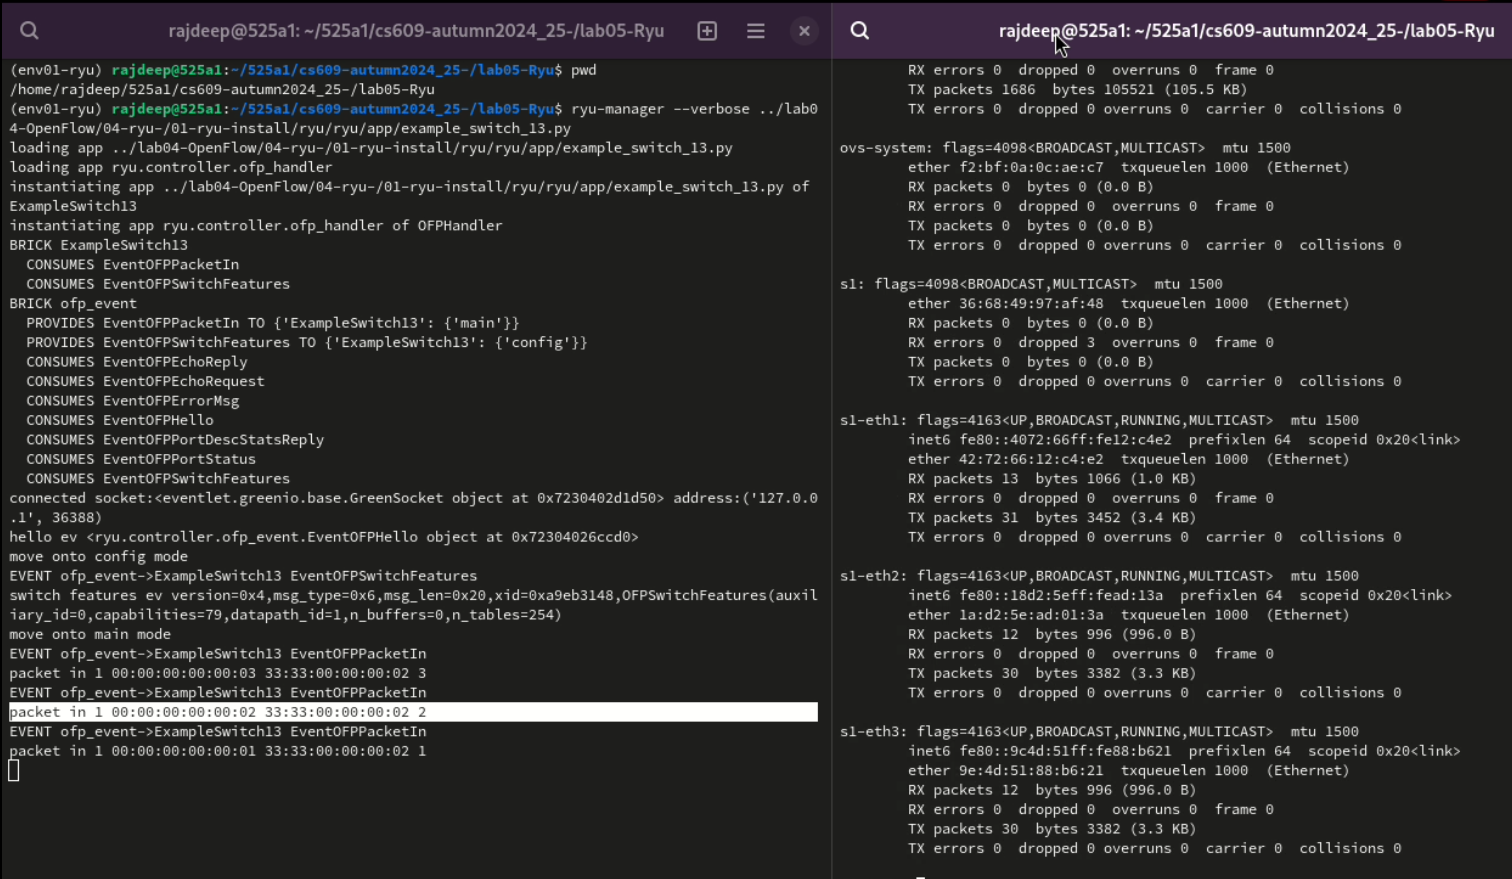 rajdeep@525a1: ~/525a1/cs609-autumn2024_25-/lab05-Ryu
(env01-ryu) rajdeep@525a1:~/525a1/cs609-autumn2024_25-/lab05-Ryu$ pwd
/home/rajdeep/525a1/cs609-autumn2024_25-/lab05-Ryu
(env01-ryu) rajdeep@525a1:~/525a1/cs609-autumn2024_25-/lab05-Ryu$ ryu-manager --verbose ../lab0
4-OpenFlow/04-ryu-/01-ryu-install/ryu/ryu/app/example_switch_13.py
loading app ../lab04-OpenFlow/04-ryu-/01-ryu-install/ryu/ryu/app/example_switch_13.py
loading app ryu.controller.ofp_handler
instantiating app ../lab04-OpenFlow/04-ryu-/01-ryu-install/ryu/ryu/app/example_switch_13.py of
ExampleSwitch13
instantiating app ryu.controller.ofp_handler of OFPHandler
BRICK ExampleSwitch13
  CONSUMES EventOFPPacketIn
  CONSUMES EventOFPSwitchFeatures
BRICK ofp_event
  PROVIDES EventOFPPacketIn TO {'ExampleSwitch13': {'main'}}
  PROVIDES EventOFPSwitchFeatures TO {'ExampleSwitch13': {'config'}}
  CONSUMES EventOFPEchoReply
  CONSUMES EventOFPEchoRequest
  CONSUMES EventOFPErrorMsg
  CONSUMES EventOFPHello
  CONSUMES EventOFPPortDescStatsReply
  CONSUMES EventOFPPortStatus
  CONSUMES EventOFPSwitchFeatures
connected socket:<eventlet.greenio.base.GreenSocket object at 0x7230402d1d50> address:('127.0.0
.1', 36388)
hello ev <ryu.controller.ofp_event.EventOFPHello object at 0x72304026ccd0>
move onto config mode
EVENT ofp_event->ExampleSwitch13 EventOFPSwitchFeatures
switch features ev version=0x4,msg_type=0x6,msg_len=0x20,xid=0xa9eb3148,OFPSwitchFeatures(auxil
iary_id=0,capabilities=79,datapath_id=1,n_buffers=0,n_tables=254)
move onto main mode
EVENT ofp_event->ExampleSwitch13 EventOFPPacketIn
packet in 1 00:00:00:00:00:03 33:33:00:00:00:02 3
EVENT ofp_event->ExampleSwitch13 EventOFPPacketIn
packet in 1 00:00:00:00:00:02 33:33:00:00:00:02 2
EVENT ofp_event->ExampleSwitch13 EventOFPPacketIn
packet in 1 00:00:00:00:00:01 33:33:00:00:00:02 1
rajdeep@525a1: ~/525a1/cs609-autumn2024_25-/lab05-Ryu
RX errors 0  dropped 0  overruns 0  frame 0
TX packets 1686  bytes 105521 (105.5 KB)
TX errors 0  dropped 0 overruns 0  carrier 0  collisions 0
ovs-system: flags=4098<BROADCAST,MULTICAST>  mtu 1500
ether f2:bf:0a:0c:ae:c7  txqueuelen 1000  (Ethernet)
RX packets 0  bytes 0 (0.0 B)
RX errors 0  dropped 0  overruns 0  frame 0
TX packets 0  bytes 0 (0.0 B)
TX errors 0  dropped 0 overruns 0  carrier 0  collisions 0
s1: flags=4098<BROADCAST,MULTICAST>  mtu 1500
ether 36:68:49:97:af:48  txqueuelen 1000  (Ethernet)
RX packets 0  bytes 0 (0.0 B)
RX errors 0  dropped 3  overruns 0  frame 0
TX packets 0  bytes 0 (0.0 B)
TX errors 0  dropped 0 overruns 0  carrier 0  collisions 0
s1-eth1: flags=4163<UP,BROADCAST,RUNNING,MULTICAST>  mtu 1500
inet6 fe80::4072:66ff:fe12:c4e2  prefixlen 64  scopeid 0x20<link>
ether 42:72:66:12:c4:e2  txqueuelen 1000  (Ethernet)
RX packets 13  bytes 1066 (1.0 KB)
RX errors 0  dropped 0  overruns 0  frame 0
TX packets 31  bytes 3452 (3.4 KB)
TX errors 0  dropped 0 overruns 0  carrier 0  collisions 0
s1-eth2: flags=4163<UP,BROADCAST,RUNNING,MULTICAST>  mtu 1500
inet6 fe80::18d2:5eff:fead:13a  prefixlen 64  scopeid 0x20<link>
ether 1a:d2:5e:ad:01:3a  txqueuelen 1000  (Ethernet)
RX packets 12  bytes 996 (996.0 B)
RX errors 0  dropped 0  overruns 0  frame 0
TX packets 30  bytes 3382 (3.3 KB)
TX errors 0  dropped 0 overruns 0  carrier 0  collisions 0
s1-eth3: flags=4163<UP,BROADCAST,RUNNING,MULTICAST>  mtu 1500
inet6 fe80::9c4d:51ff:fe88:b621  prefixlen 64  scopeid 0x20<link>
ether 9e:4d:51:88:b6:21  txqueuelen 1000  (Ethernet)
RX packets 12  bytes 996 (996.0 B)
RX errors 0  dropped 0  overruns 0  frame 0
TX packets 30  bytes 3382 (3.3 KB)
TX errors 0  dropped 0 overruns 0  carrier 0  collisions 0